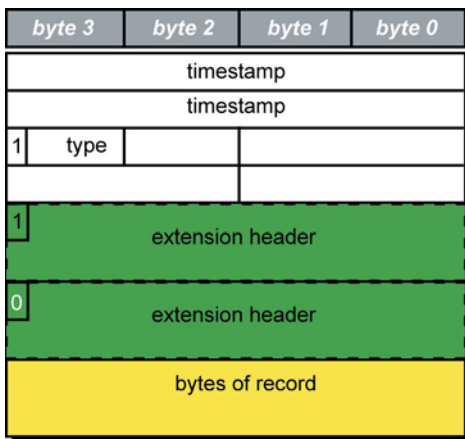 byte 3 byte 2 byte 1 byte 0
timestamp
timestamp
1 type
1
extension header
0
extension header
bytes of record